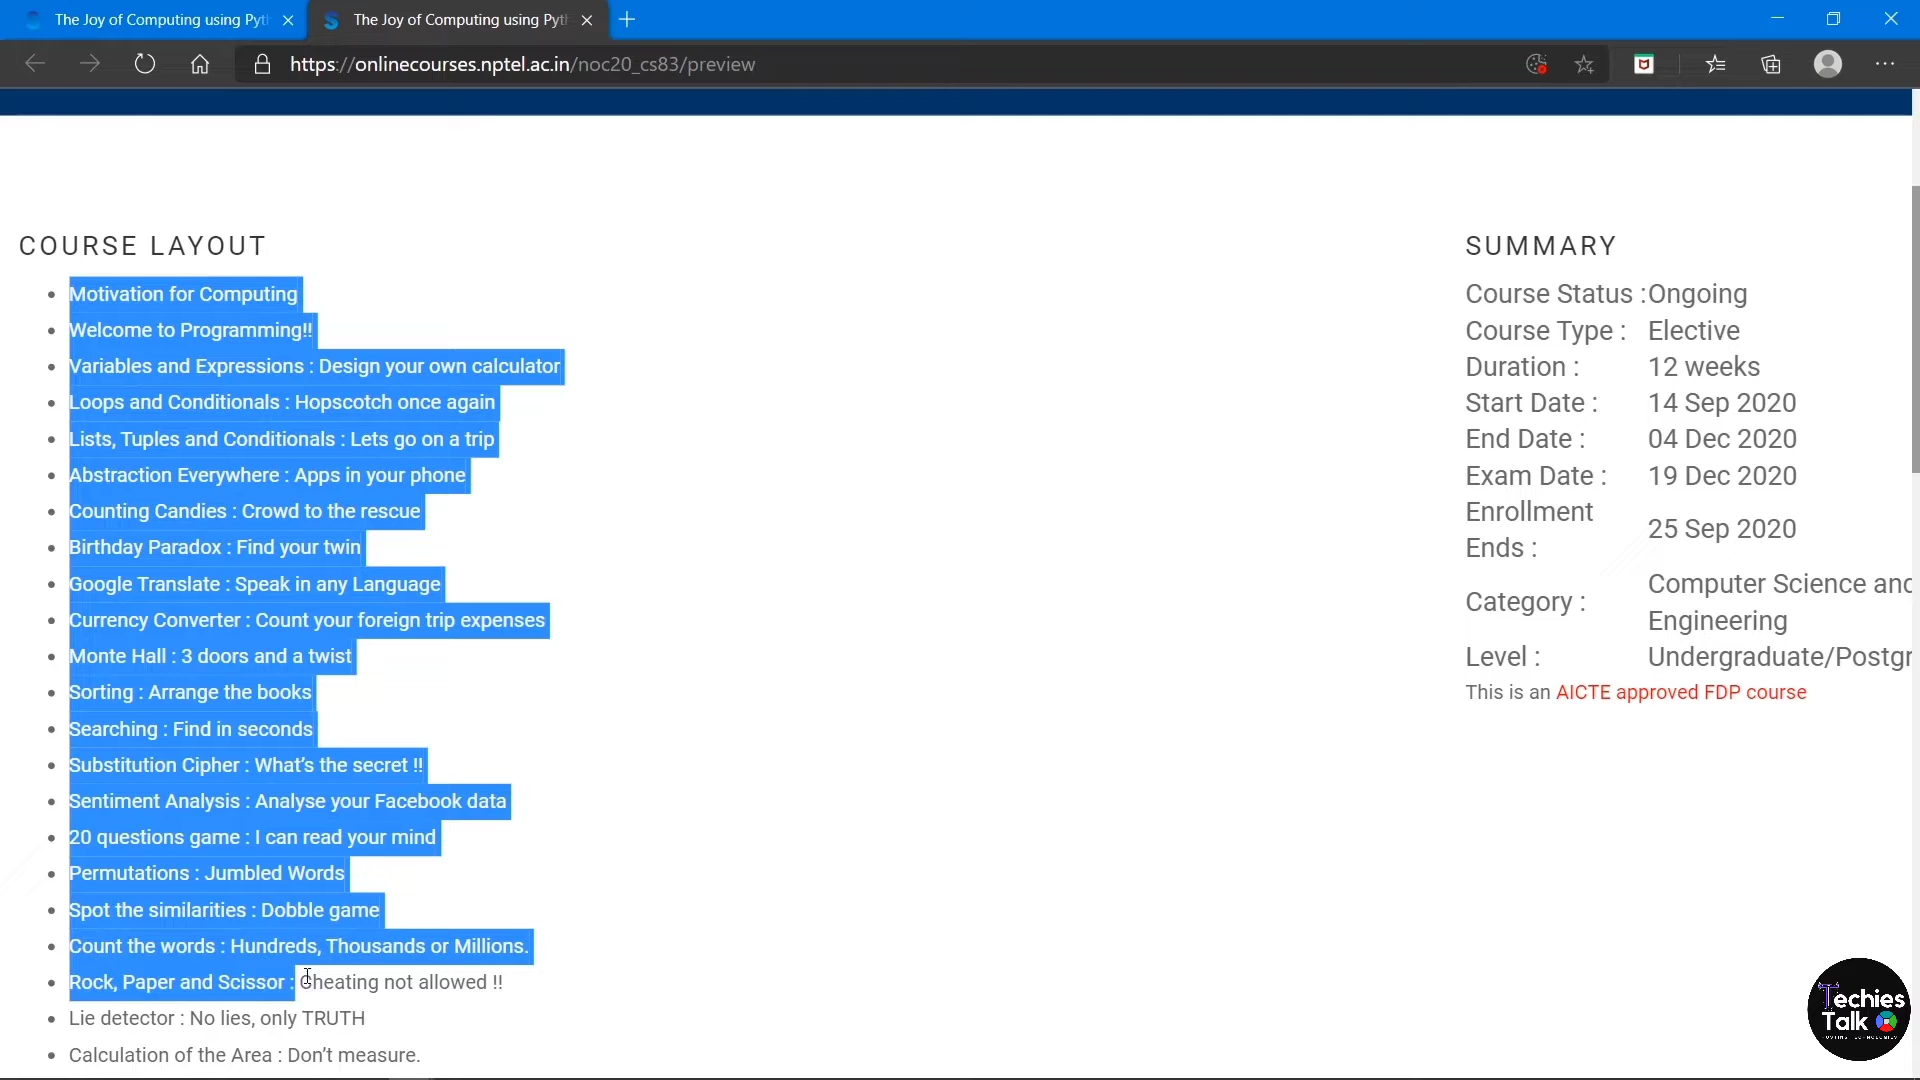 The Joy of Computing using Pyt
The Joy of Computing using Pyt
https://onlinecourses.nptel.ac.in/noc20_cs83/preview
COURSE LAYOUT
Motivation for Computing
Welcome to Programming!!
Variables and Expressions : Design your own calculator
Loops and Conditionals : Hopscotch once again
Lists, Tuples and Conditionals : Lets go on a trip
Abstraction Everywhere : Apps in your phone
Counting Candies : Crowd to the rescue
Birthday Paradox : Find your twin
Google Translate : Speak in any Language
Currency Converter : Count your foreign trip expenses
Monte Hall : 3 doors and a twist
Sorting : Arrange the books
Searching : Find in seconds
Substitution Cipher : What’s the secret !!
Sentiment Analysis : Analyse your Facebook data
20 questions game : I can read your mind
Permutations : Jumbled Words
Spot the similarities : Dobble game
Count the words : Hundreds, Thousands or Millions.
Rock, Paper and Scissor : Cheating not allowed !!
Lie detector : No lies, only TRUTH
Calculation of the Area : Don’t measure.
SUMMARY
Course Status : Ongoing
Course Type : Elective
Duration : 12 weeks
Start Date : 14 Sep 2020
End Date : 04 Dec 2020
Exam Date : 19 Dec 2020
Enrollment
Ends : 25 Sep 2020
Category : Computer Science and
Engineering
Level : Undergraduate/Postgr
This is an AICTE approved FDP course
Techies
Talk